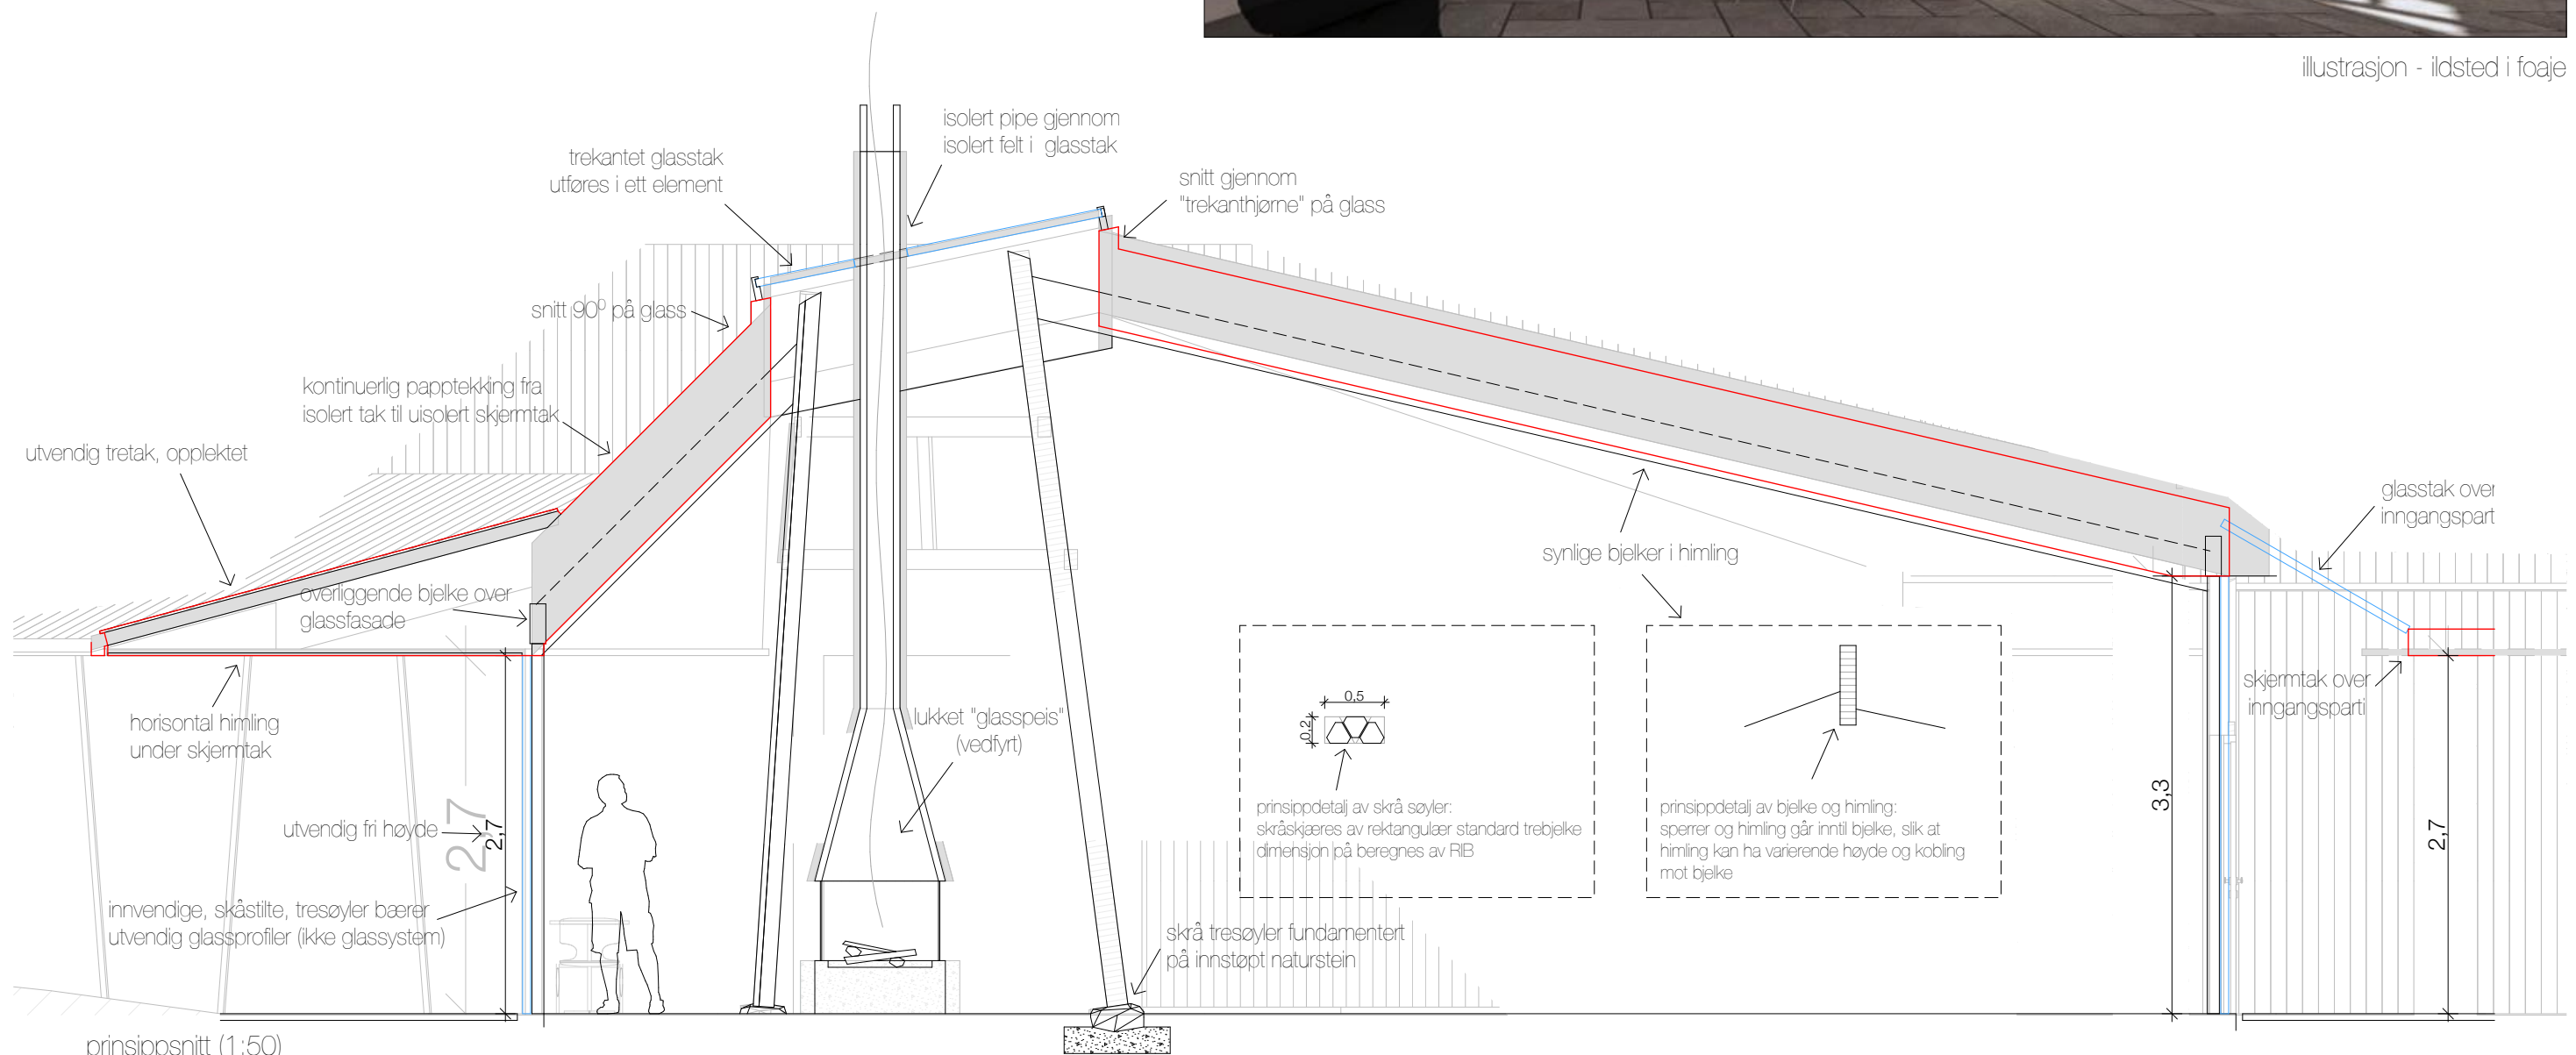 illustrasjon - ildsted i foaje
isolert pipe gjennom
isolert felt i glasstak
trekantet glasstak
utføres i ett element
snitt gjennom
"trekanthjørne" på glass
snitt 90⁰ på glass
kontinuerlig papptekking fra
isolert tak til uisolert skjermtak
utvendig tretak, opplektet
glasstak over
inngangspart
synlige bjelker i himling
overliggende bjelke over
glassfasade
skjermtak over
inngangsparti
horisontal himling
under skjermtak
lukket "glasspeis"
(vedfyrt)
0,5
0,2
prinsippdetalj av skrå søyler:
skråskjæres av rektangulær standard trebjelke
dimensjon på beregnes av RIB
prinsippdetalj av bjelke og himling:
sperrer og himling går inntil bjelke, slik at
himling kan ha varierende høyde og kobling
mot bjelke
3,3
2,7
utvendig fri høyde
2,7
2,7
innvendige, skåstilte, tresøyler bærer
utvendig glassprofiler (ikke glassystem)
skrå tresøyler fundamentert
på innstøpt naturstein
prinsippsnitt (1:50)